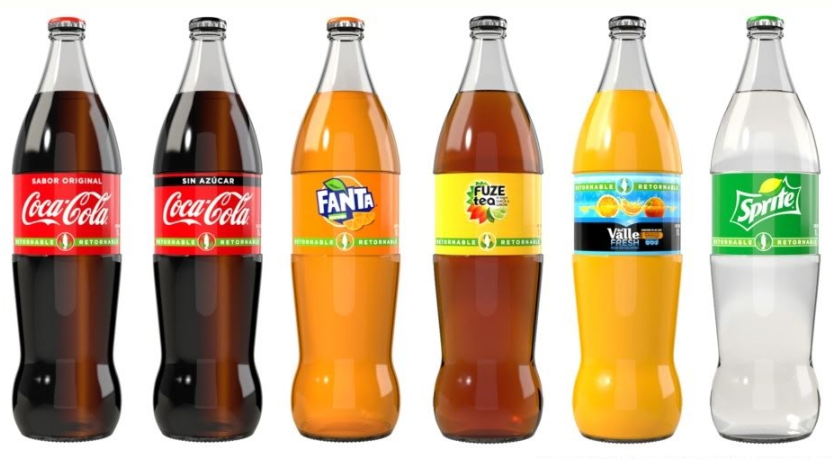 SABOR ORIGINAL
Coca-Cola
RETORNABLE RETORNABLE
SIN AZÚCAR
Coca-Cola
RETORNABLE RETORNABLE
FANTA
RETORNABLE RETORNABLE
FUZE
tea
RETORNABLE RETORNABLE
RETORNABLE RETORNABLE
del Valle
FRESH
Sprite
RETORNABLE RETORNABLE